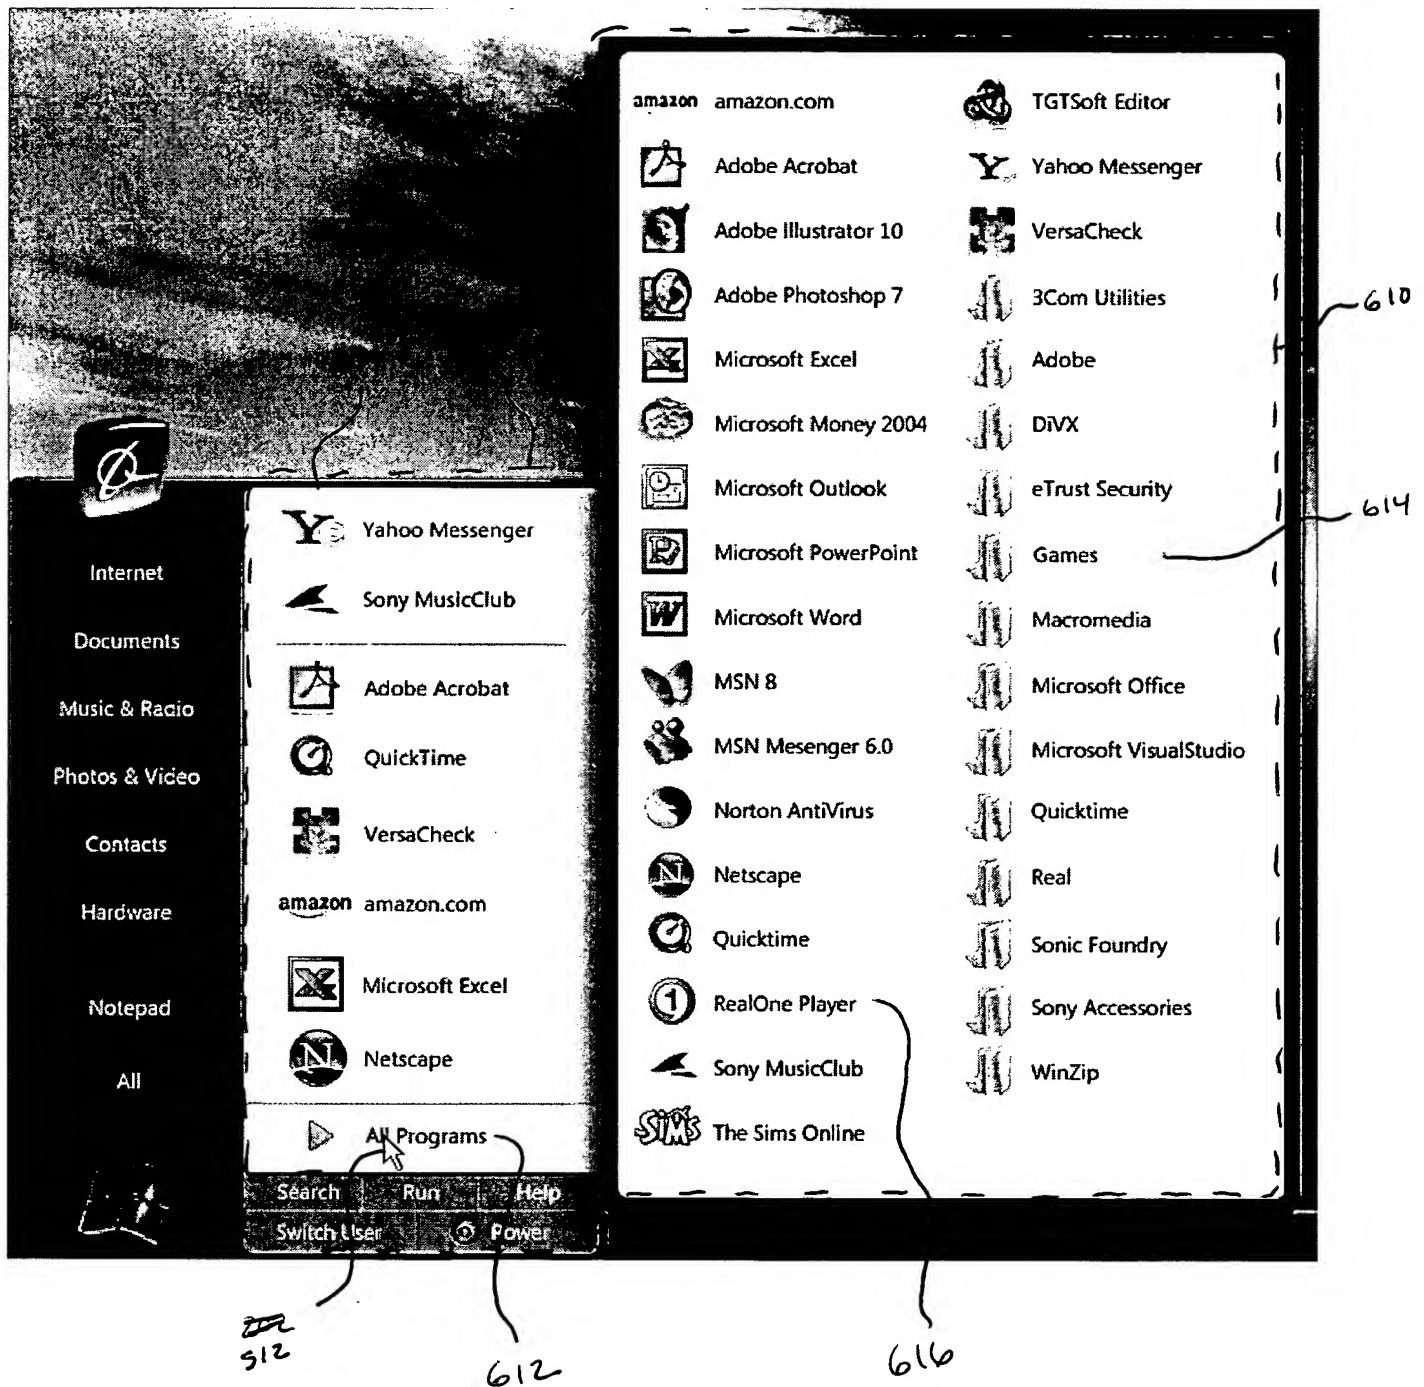 amazon amazon.com
Adobe Acrobat
Adobe Illustrator 10
Adobe Photoshop 7
Microsoft Excel
Microsoft Money 2004
Microsoft Outlook
Microsoft PowerPoint
Microsoft Word
MSN 8
MSN Mesenger 6.0
Norton AntiVirus
N Netscape
Quicktime
1 RealOne Player
Sony MusicClub
SiMs The Sims Online
TGTSoft Editor
Y Yahoo Messenger
VersaCheck
3Com Utilities
Adobe
DiVX
eTrust Security
Games
Macromedia
Microsoft Office
Microsoft VisualStudio
Quicktime
Real
Sonic Foundry
Sony Accessories
WinZip
610
614
Internet
Documents
Music & Radio
Photos & Video
Contacts
Hardware
Notepad
All
Y Yahoo Messenger
Sony MusicClub
Adobe Acrobat
QuickTime
VersaCheck
amazon amazon.com
Microsoft Excel
N Netscape
All Programs
Search Run Help
Switch User Power
512
612
616